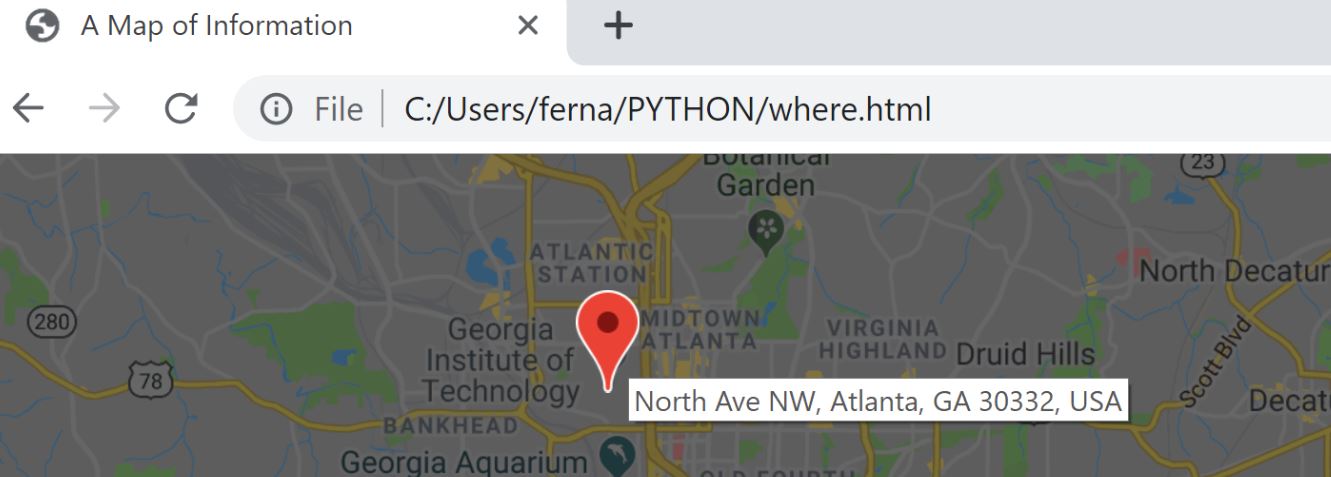 A Map of Information
File C:/Users/ferna/PYTHON/where.html
Botanical
Garden
23
ATLANTIC
STATION
North Decatur
280
Georgia
Institute of
Technology
MIDTOWN
ATLANTA
VIRGINIA
HIGHLAND
Druid Hills
Scott Blvd
78
North Ave NW, Atlanta, GA 30332, USA
Decatu
BANKHEAD
Georgia Aquarium
OLD FOURTH